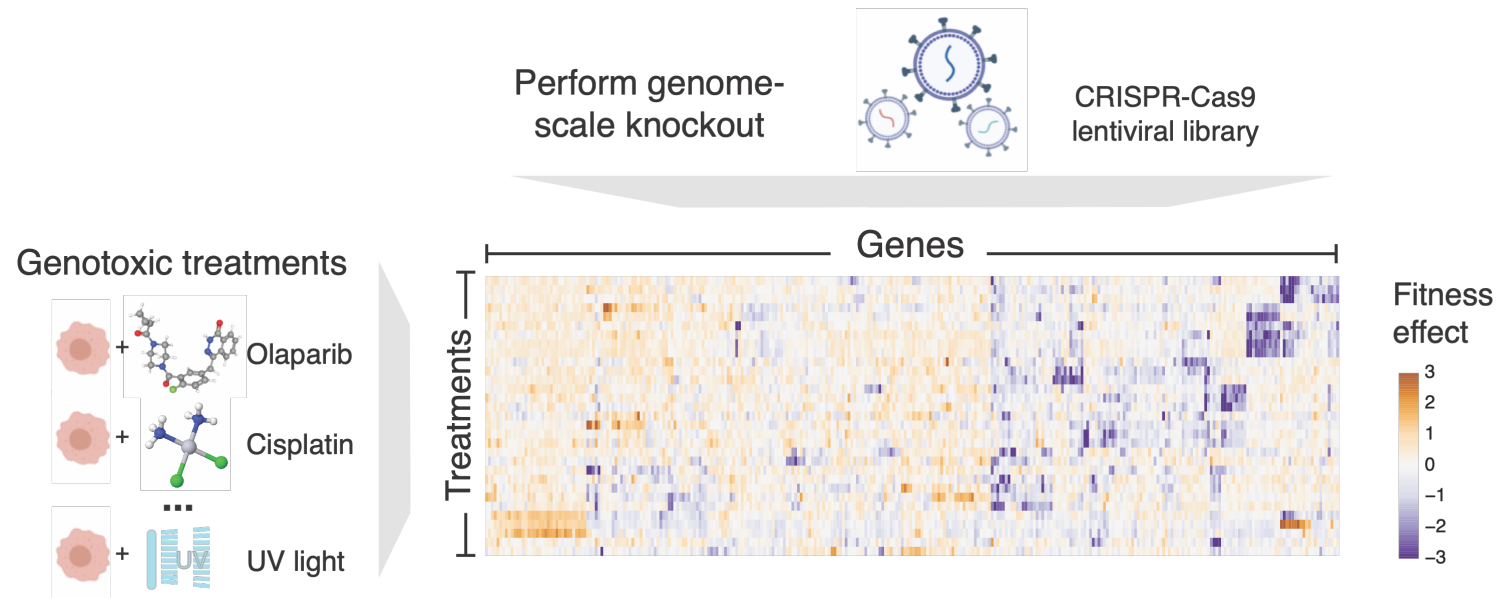 Perform genome-
scale knockout
CRISPR-Cas9
lentiviral library
Genotoxic treatments
+
Olaparib
+
Cisplatin
...
+
UV
UV light
Genes
Treatments
Fitness
effect
3
2
1
0
−1
−2
−3